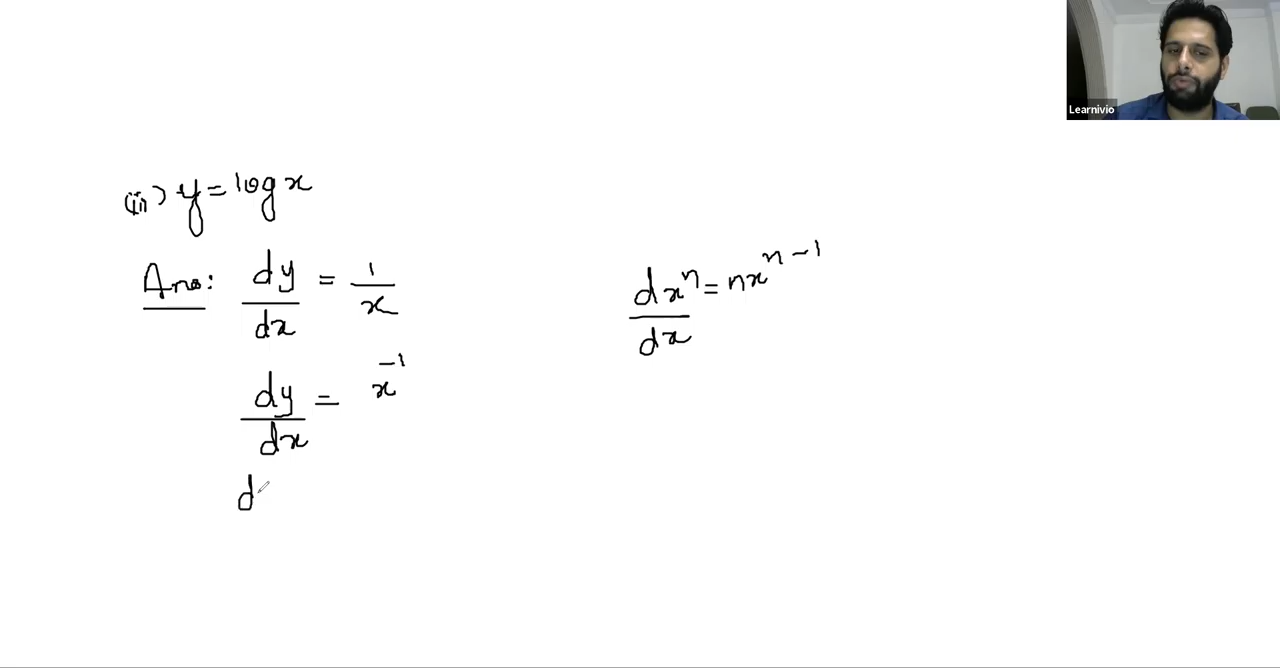 (ii) y = log x
Ans: dy/dx = 1/x
dy/dx = x^-1
d
dx^n/dx = nx^n-1
Learnivio